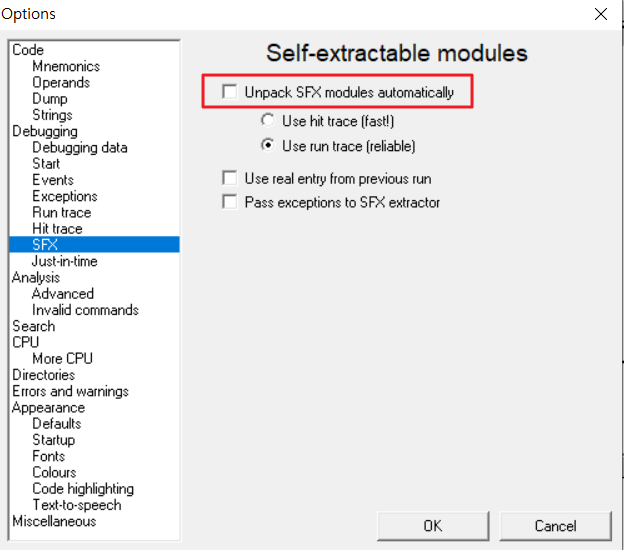 Options
Code
Mnemonics
Operands
Dump
Strings
Debugging
Debugging data
Start
Events
Exceptions
Run trace
Hit trace
SFX
Just-in-time
Analysis
Advanced
Invalid commands
Search
CPU
More CPU
Directories
Errors and warnings
Appearance
Defaults
Startup
Fonts
Colours
Code highlighting
Text-to-speech
Miscellaneous
Self-extractable modules
Unpack SFX modules automatically
Use hit trace (fast!)
Use run trace (reliable)
Use real entry from previous run
Pass exceptions to SFX extractor
OK
Cancel